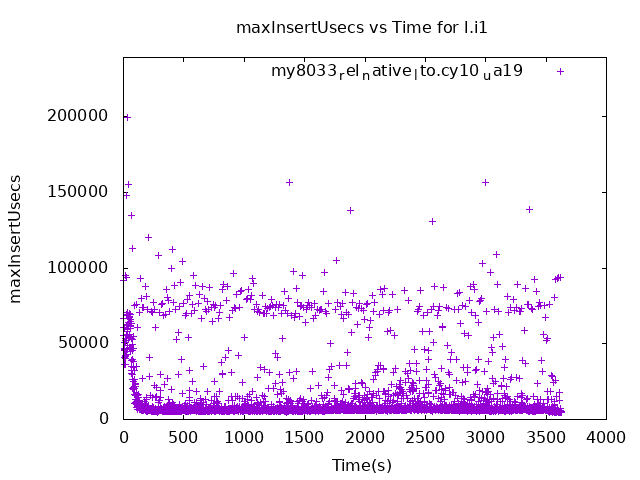 maxInsertUsecs vs Time for I.i1
my8033rel_native_lto.cy10_ua19
maxInsertUsecs
200000
150000
100000
50000
0
0 500 1000 1500 2000 2500 3000 3500 4000
Time(s)